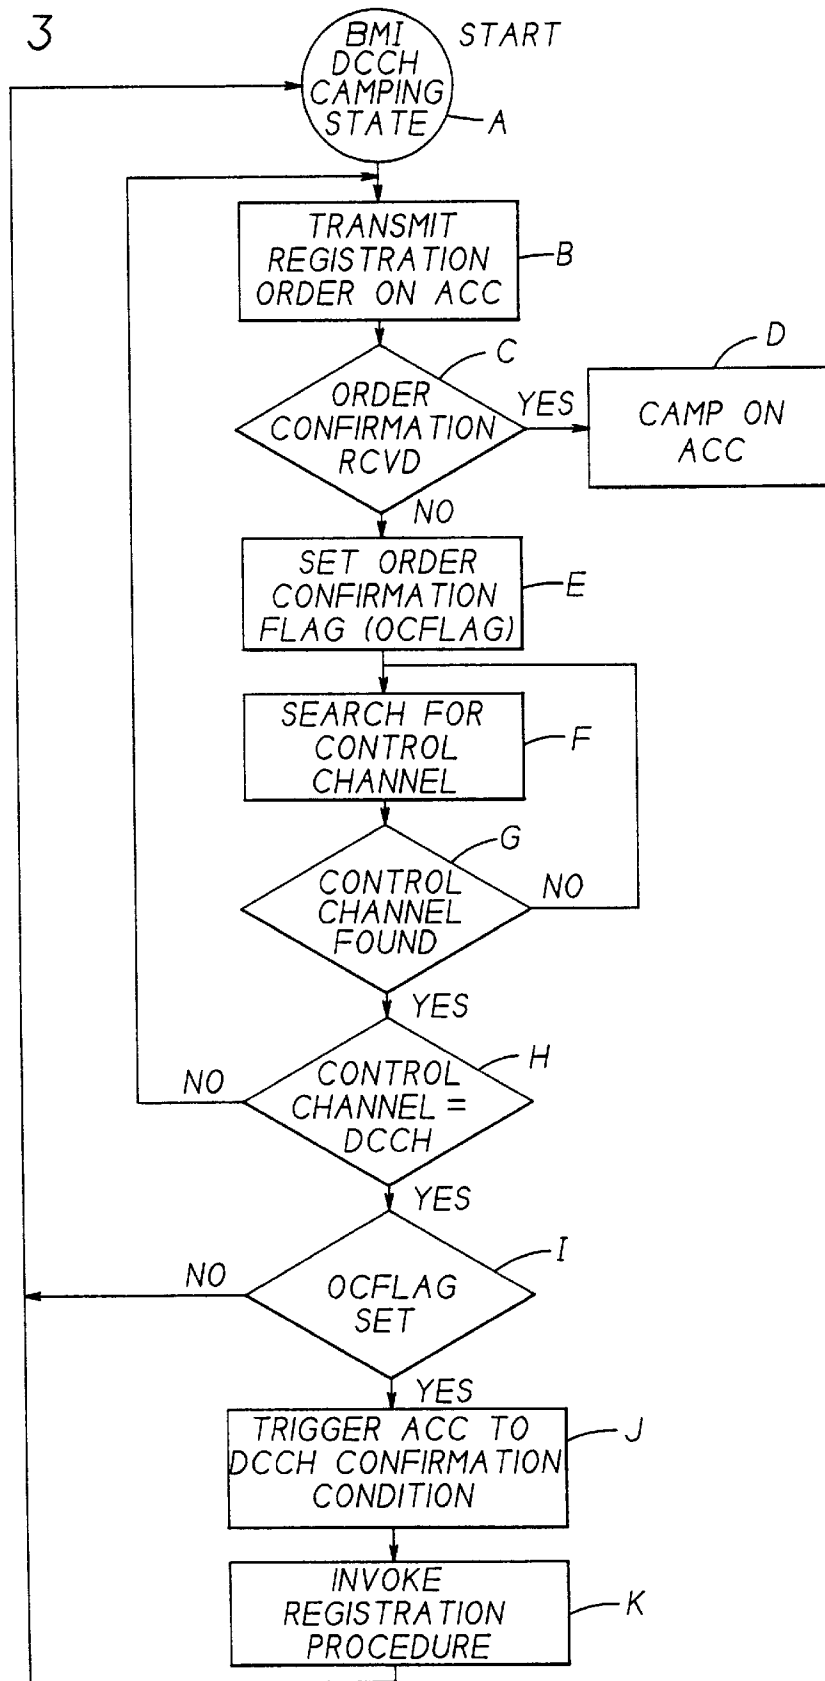 3
BMI
DCCH
CAMPING
STATE
START
A
TRANSMIT
REGISTRATION
ORDER ON ACC
B
C
ORDER
CONFIRMATION
RCVD
YES
D
CAMP ON
ACC
NO
SET ORDER
CONFIRMATION
FLAG (OCFLAG)
E
SEARCH FOR
CONTROL
CHANNEL
F
G
CONTROL
CHANNEL
FOUND
NO
YES
H
NO
CONTROL
CHANNEL =
DCCH
YES
I
NO
OCFLAG
SET
YES
TRIGGER ACC TO
DCCH CONFIRMATION
CONDITION
J
INVOKE
REGISTRATION
PROCEDURE
K